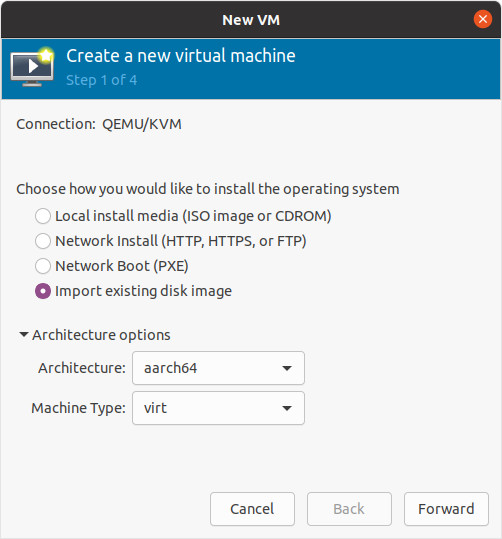 New VM
Create a new virtual machine
Step 1 of 4
Connection: QEMU/KVM
Choose how you would like to install the operating system
Local install media (ISO image or CDROM)
Network Install (HTTP, HTTPS, or FTP)
Network Boot (PXE)
Import existing disk image
Architecture options
Architecture: aarch64
Machine Type: virt
Cancel Back Forward